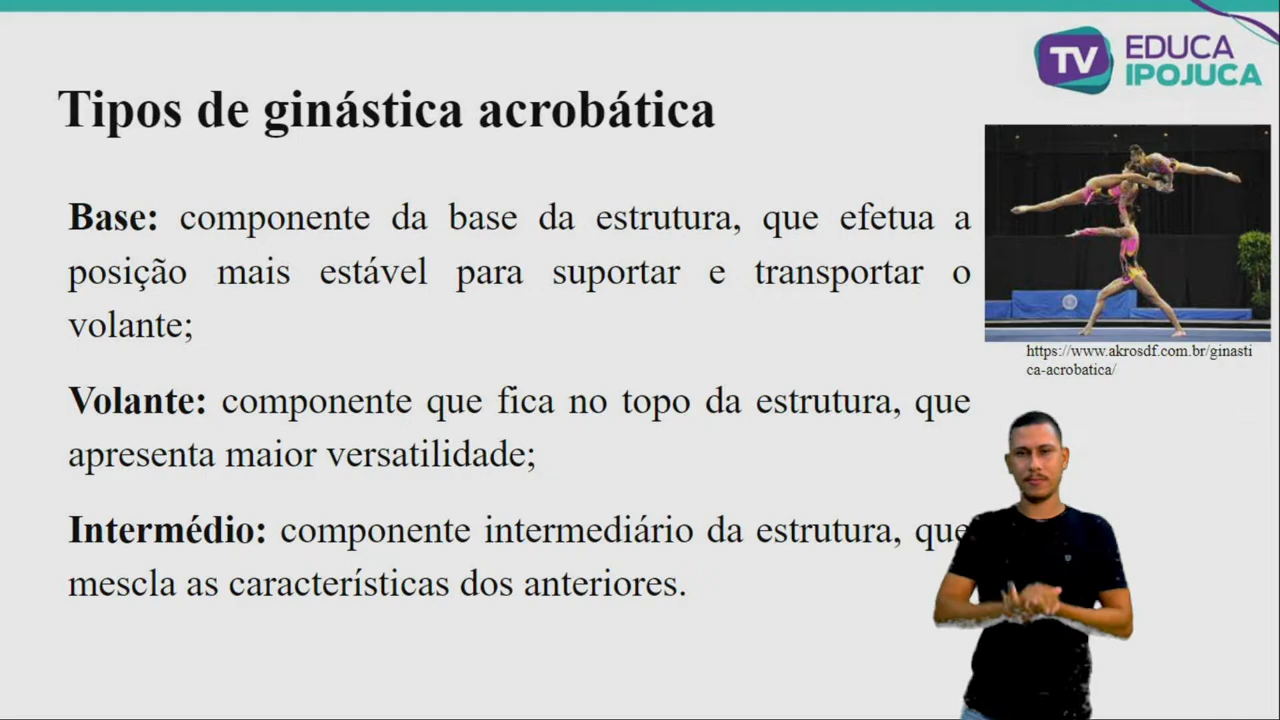 TV EDUCA
IPOJUCA
Tipos de ginástica acrobática
Base: componente da base da estrutura, que efetua a
posição mais estável para suportar e transportar o
volante;
https://www.akrosdf.com.br/ginasti
ca-acrobatica/
Volante: componente que fica no topo da estrutura, que
apresenta maior versatilidade;
Intermédio: componente intermediário da estrutura, que
mescla as características dos anteriores.